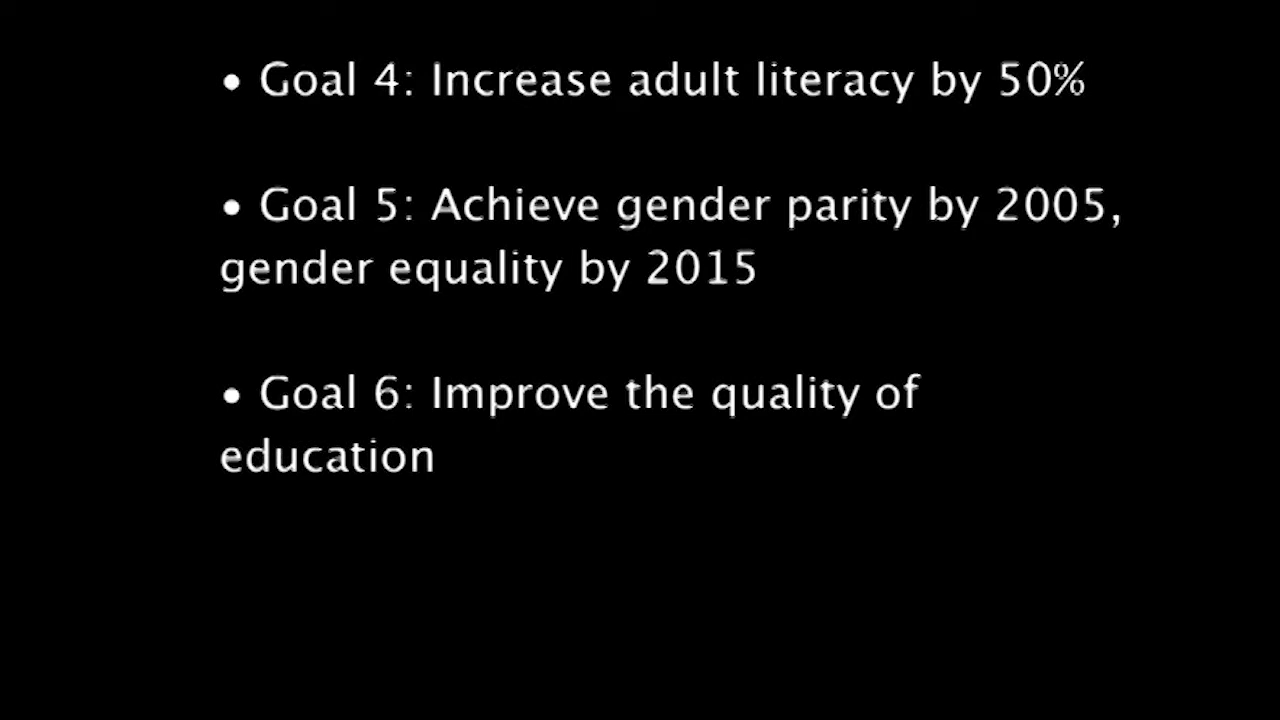 • Goal 4: Increase adult literacy by 50%
• Goal 5: Achieve gender parity by 2005,
gender equality by 2015
• Goal 6: Improve the quality of
education